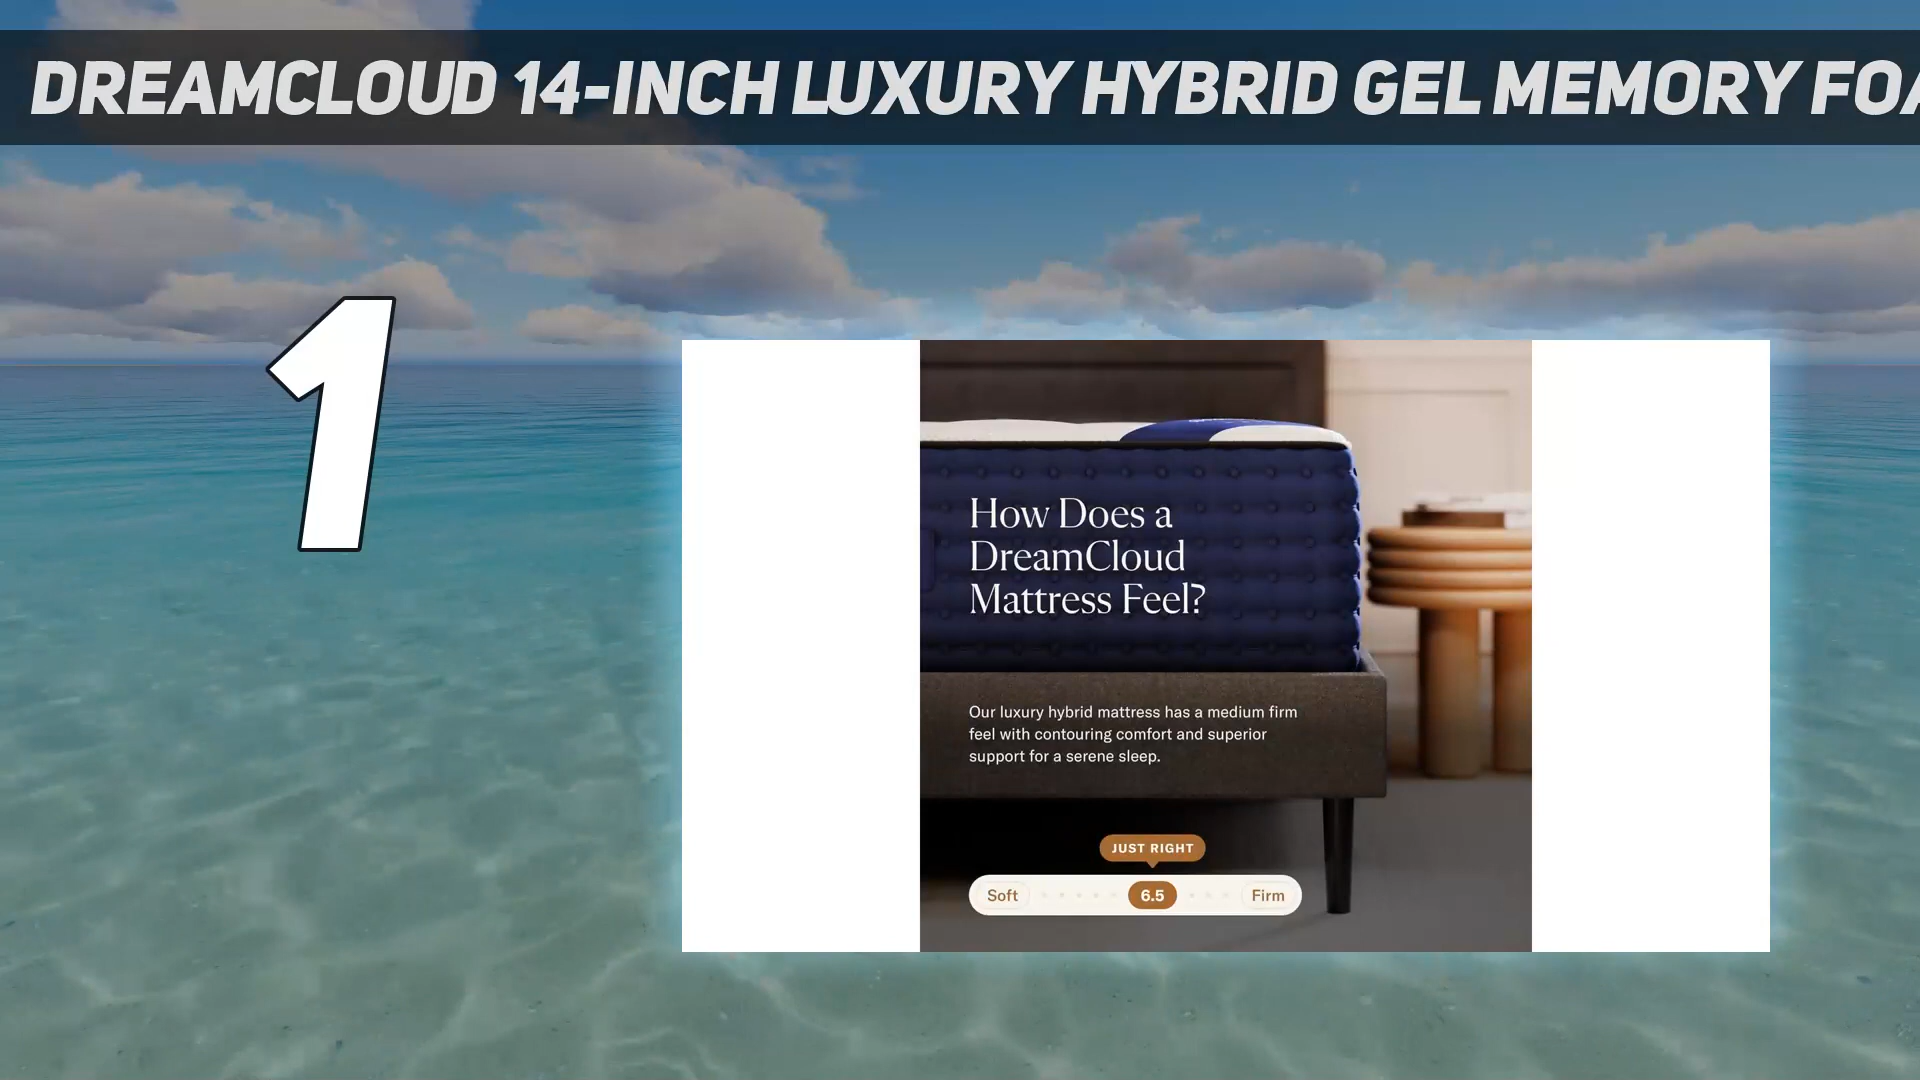 DREAMCLOUD 14-INCH LUXURY HYBRID GEL MEMORY
1
How Does a
DreamCloud
Mattress Feel?
Our luxury hybrid mattress has a medium firm
feel with contouring comfort and superior
support for a serene sleep.
JUST RIGHT
Soft 6.5 Firm